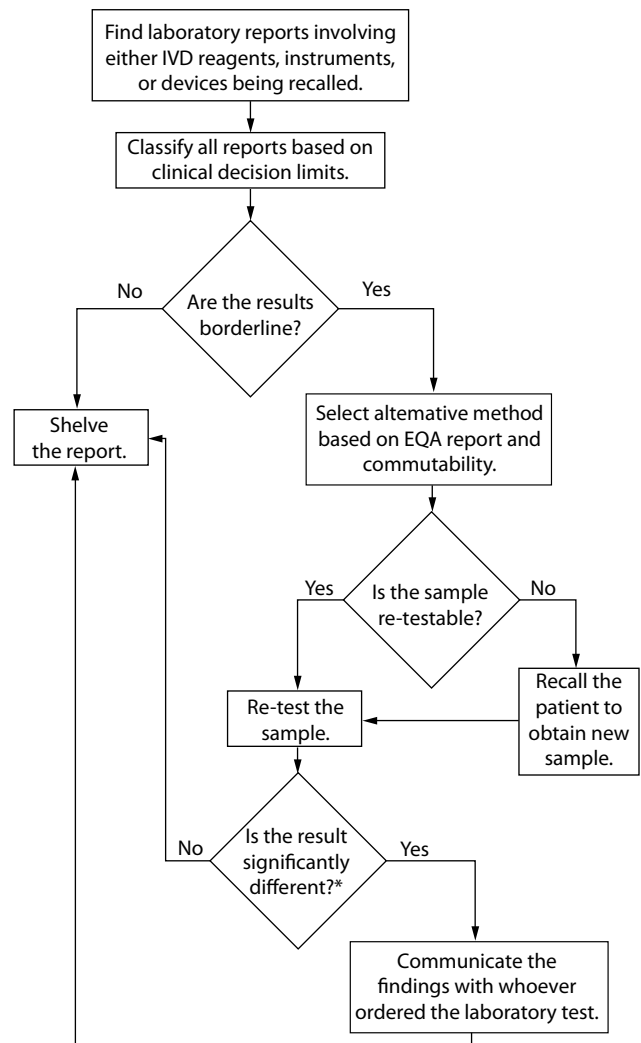 Find laboratory reports involving
either IVD reagents, instruments,
or devices being recalled.
Classify all reports based on
clinical decision limits.
Are the results
borderline?
No
Yes
Shelve
the report.
Select altemative method
based on EQA report and
commutability.
Is the sample
re-testable?
Yes
No
Re-test the
sample.
Recall the
patient to
obtain new
sample.
Is the result
significantly
different?*
No
Yes
Communicate the
findings with whoever
ordered the laboratory test.